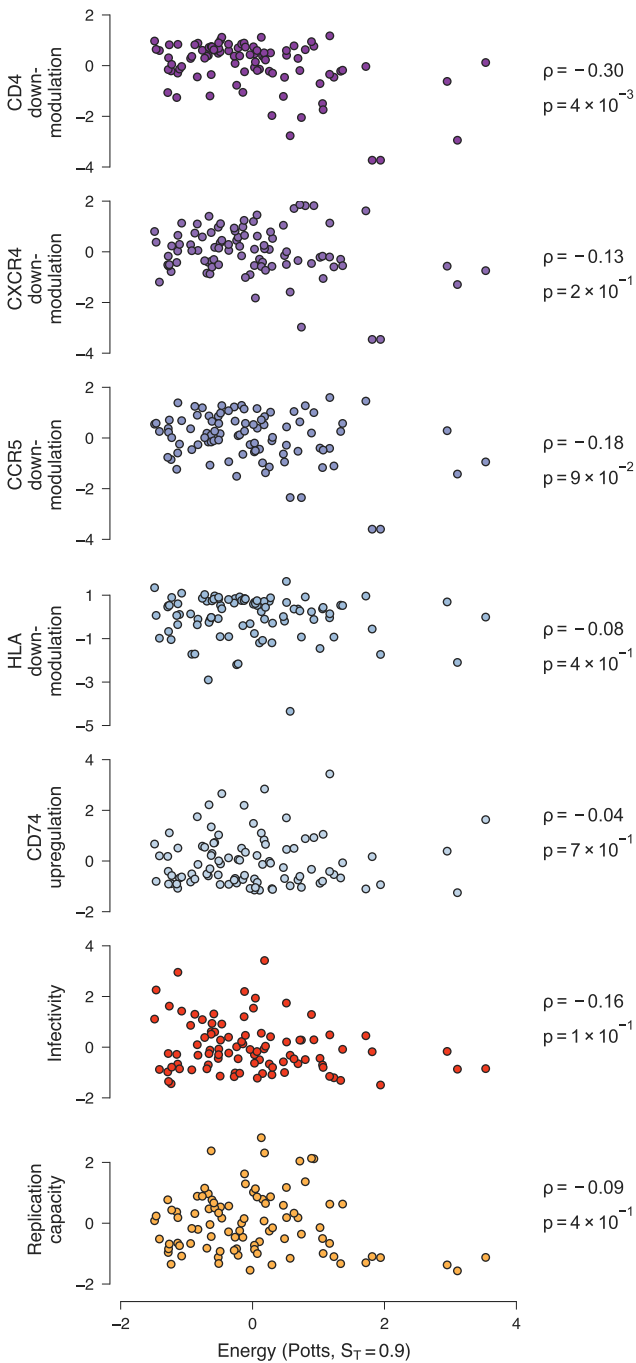 2
0
−2
−4
CD4
down-
modulation
ρ = −0.30
p = 4 × 10⁻³
2
0
−2
−4
CXCR4
down-
modulation
ρ = −0.13
p = 2 × 10⁻¹
2
0
−2
−4
CCR5
down-
modulation
ρ = −0.18
p = 9 × 10⁻²
1
−1
−3
−5
HLA
down-
modulation
ρ = −0.08
p = 4 × 10⁻¹
4
2
0
−2
CD74
upregulation
ρ = −0.04
p = 7 × 10⁻¹
4
2
0
−2
Infectivity
ρ = −0.16
p = 1 × 10⁻¹
2
0
−2
Replication
capacity
ρ = −0.09
p = 4 × 10⁻¹
−2 0 2 4
Energy (Potts, S_T = 0.9)